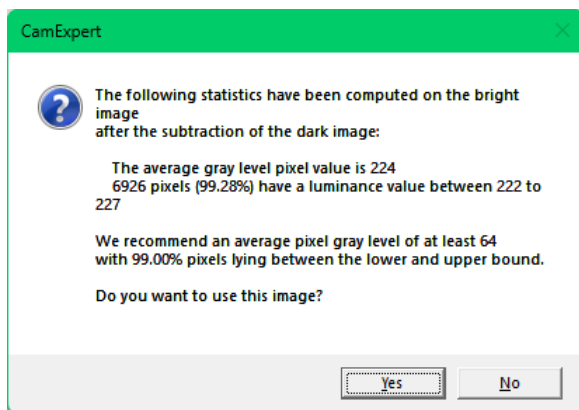 CamExpert
The following statistics have been computed on the bright
image
after the subtraction of the dark image:
The average gray level pixel value is 224
6926 pixels (99.28%) have a luminance value between 222 to
227
We recommend an average pixel gray level of at least 64
with 99.00% pixels lying between the lower and upper bound.
Do you want to use this image?
Yes No